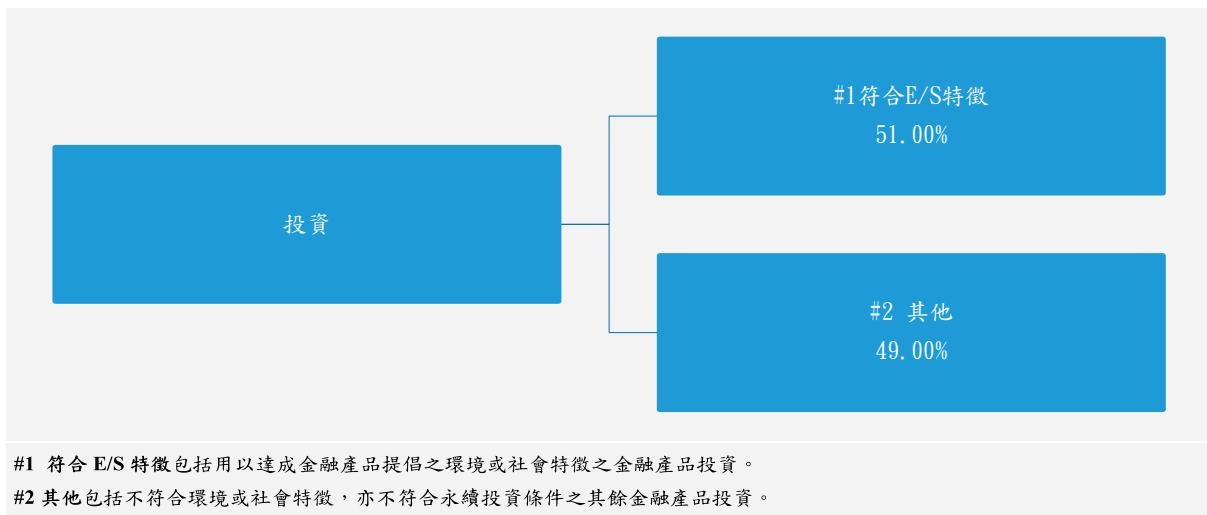 #1符合E/S特徵
51.00%
投資
#2 其他
49.00%
#1 符合 E/S 特徵包括用以達成金融產品提倡之環境或社會特徵之金融產品投資。
#2 其他包括不符合環境或社會特徵，亦不符合永續投資條件之其餘金融產品投資。